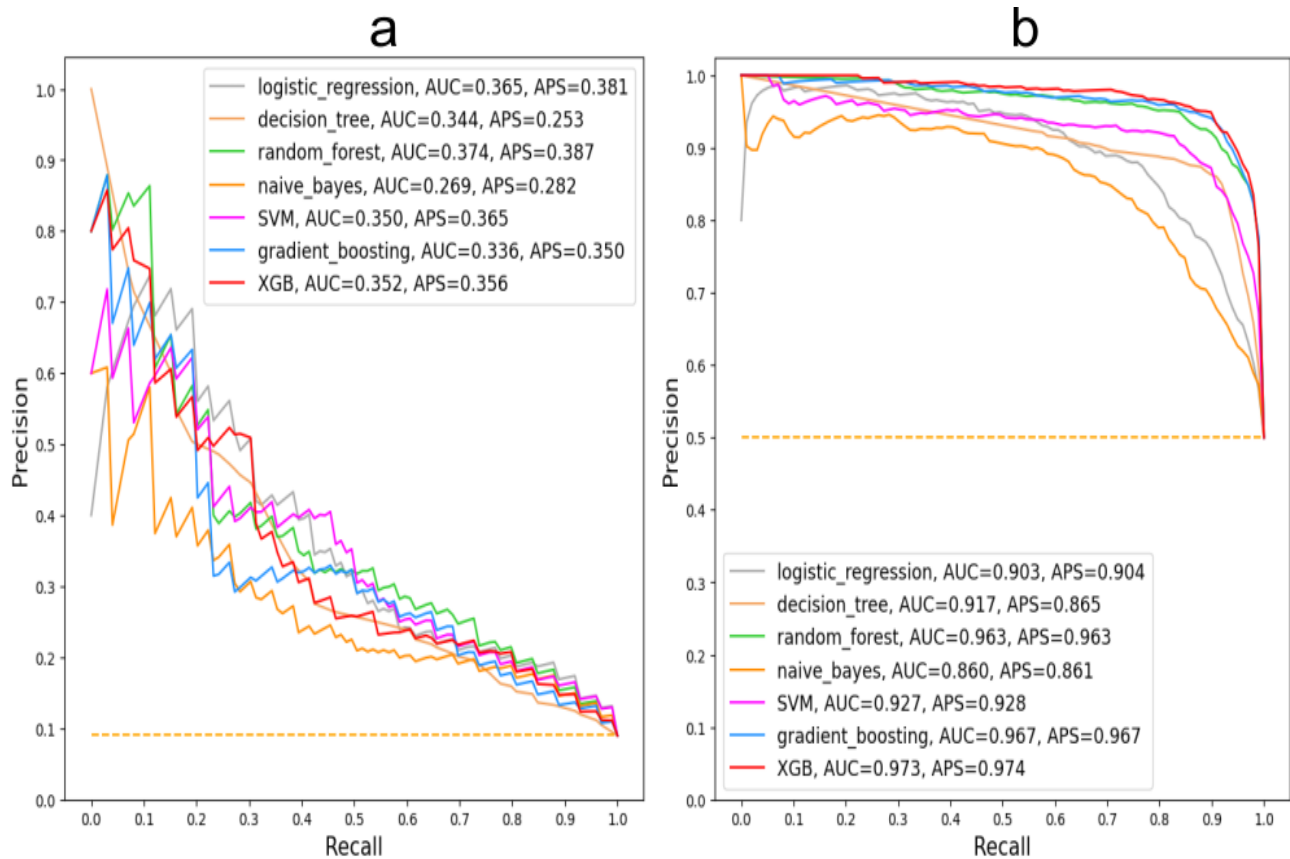 a
1.0
0.9
0.8
0.7
0.6
0.5
0.4
0.3
0.2
0.1
0.0
Precision
logistic_regression, AUC=0.365, APS=0.381
decision_tree, AUC=0.344, APS=0.253
random_forest, AUC=0.374, APS=0.387
naive_bayes, AUC=0.269, APS=0.282
SVM, AUC=0.350, APS=0.365
gradient_boosting, AUC=0.336, APS=0.350
XGB, AUC=0.352, APS=0.356
0.0 0.1 0.2 0.3 0.4 0.5 0.6 0.7 0.8 0.9 1.0
Recall
b
1.0
0.9
0.8
0.7
0.6
0.5
0.4
0.3
0.2
0.1
0.0
Precision
logistic_regression, AUC=0.903, APS=0.904
decision_tree, AUC=0.917, APS=0.865
random_forest, AUC=0.963, APS=0.963
naive_bayes, AUC=0.860, APS=0.861
SVM, AUC=0.927, APS=0.928
gradient_boosting, AUC=0.967, APS=0.967
XGB, AUC=0.973, APS=0.974
0.0 0.1 0.2 0.3 0.4 0.5 0.6 0.7 0.8 0.9 1.0
Recall